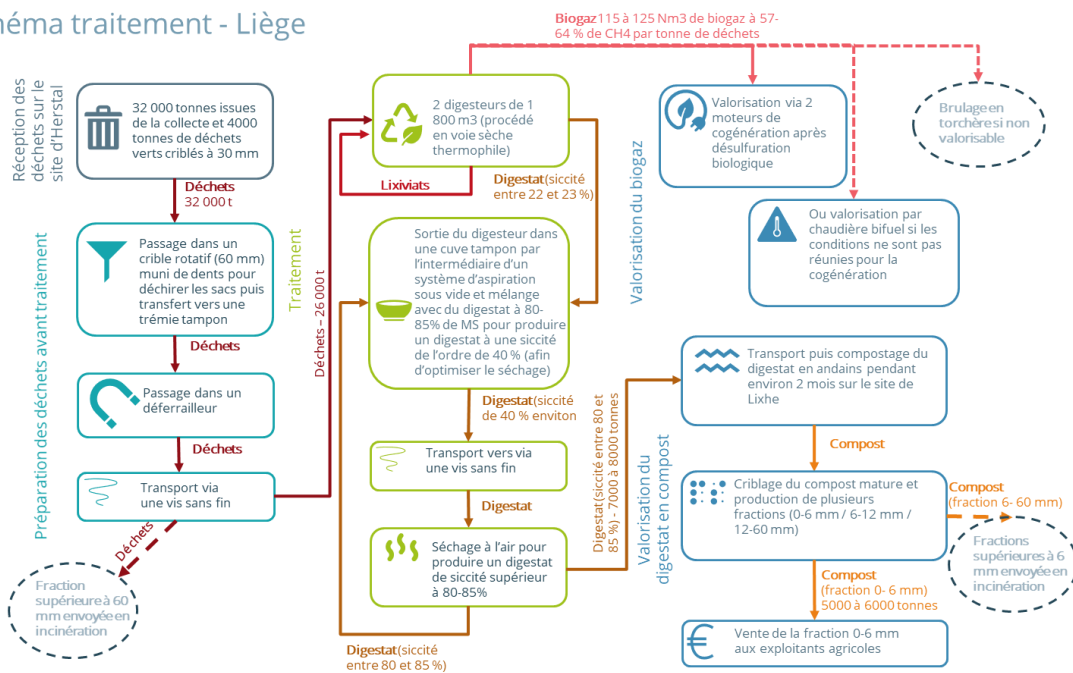 néma traitement - Liège
Réception des
déchets sur le
site d'Herstal
32 000 tonnes issues
de la collecte et 4000
tonnes de déchets
verts criblés à 30 mm
Déchets
32 000 t
Préparation des déchets avant traitement
Passage dans un
crible rotatif (60 mm)
muni de dents pour
déchirer les sacs puis
transfert vers une
trémie tampon
Déchets
Passage dans un
déferrailleur
Déchets
Transport via
une vis sans fin
Déchets
Fraction
supérieure à 60
mm envoyée en
incinération
Déchets – 26 000 t
Traitement
2 digesteurs de 1
800 m3 (procédé
en voie sèche
thermophile)
Lixiviats
Digestat (siccité
entre 22 et 23 %)
Sortie du digesteur dans
une cuve tampon par
l'intermédiaire d'un
système d'aspiration
sous vide et mélange
avec du digestat à 80-
85% de MS pour produire
un digestat à une siccité
de l'ordre de 40 % (afin
d'optimiser le séchage)
Digestat (siccité
de 40 % environ
Transport vers via
une vis sans fin
Digestat
Séchage à l'air pour
produire un digestat
de siccité supérieur
à 80-85%
Digestat (siccité
entre 80 et 85 %)
Digestat (siccité entre 80 et
85 %) - 7000 à 8000 tonnes
Biogaz 115 à 125 Nm3 de biogaz à 57-
64 % de CH4 par tonne de déchets
Valorisation du biogaz
Valorisation via 2
moteurs de
cogénération après
désulfuration
biologique
Brulage en
torchère si non
valorisable
Ou valorisation par
chaudière bifuel si les
conditions ne sont pas
réunies pour la
cogénération
Valorisation du
digestat en compost
Transport puis compostage du
digestat en andains pendant
environ 2 mois sur le site de
Lixhe
Compost
Criblage du compost mature et
production de plusieurs
fractions (0-6 mm / 6-12 mm /
12-60 mm)
Compost
(fraction 6- 60 mm)
Fractions
supérieures à 6
mm envoyée en
incinération
Compost
(fraction 0- 6 mm)
5000 à 6000 tonnes
Vente de la fraction 0-6 mm
aux exploitants agricoles